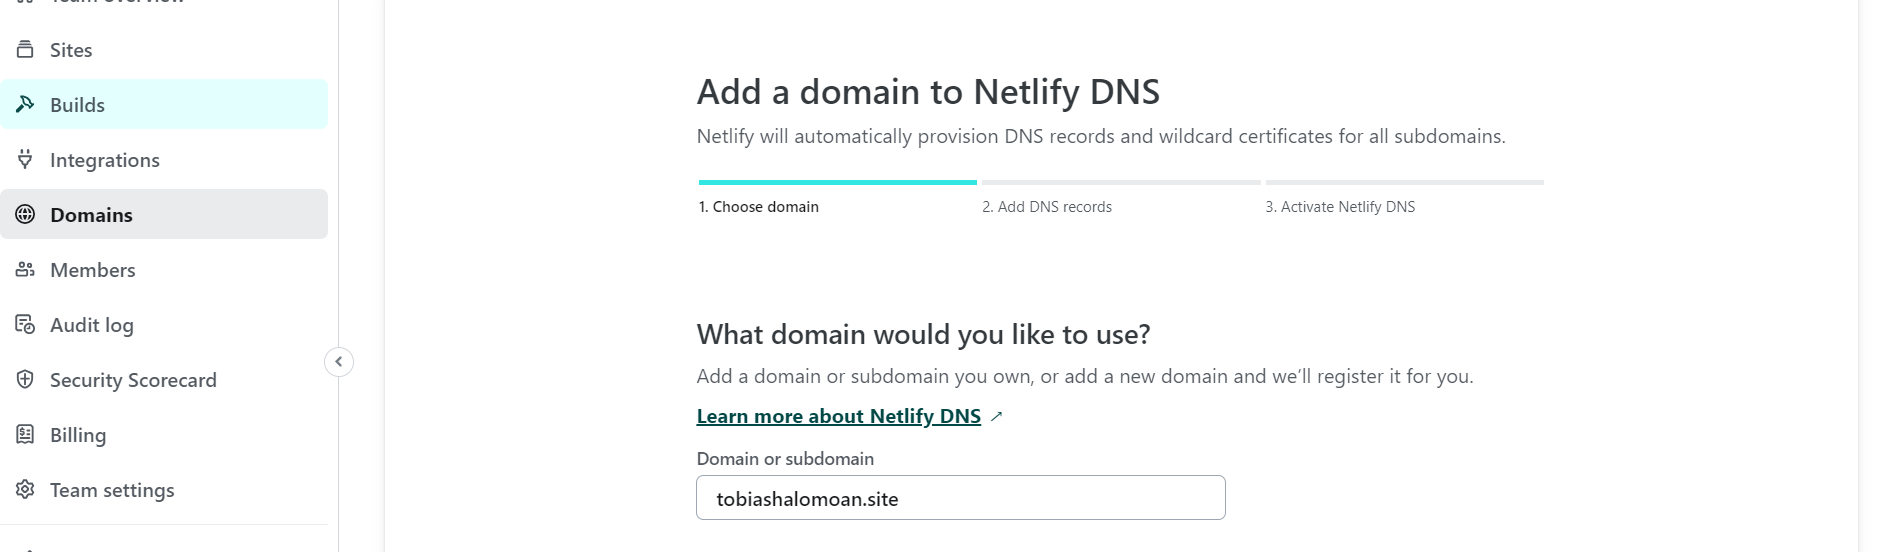 Team overview
Sites
Builds
Integrations
Domains
Members
Audit log
Security Scorecard
Billing
Team settings
Add a domain to Netlify DNS
Netlify will automatically provision DNS records and wildcard certificates for all subdomains.
1. Choose domain
2. Add DNS records
3. Activate Netlify DNS
What domain would you like to use?
Add a domain or subdomain you own, or add a new domain and we’ll register it for you.
Learn more about Netlify DNS ↗
Domain or subdomain
tobiashalomoan.site